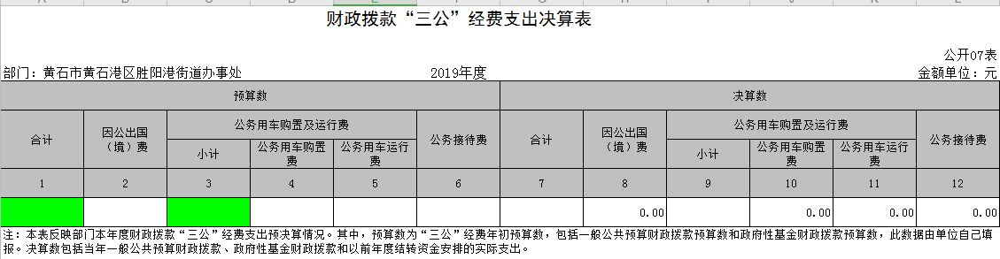 财政拨款“三公”经费支出决算表
公开07表
部门：黄石市黄石港区胜阳港街道办事处 2019年度 金额单位：元
预算数 决算数
合计 因公出国（境）费 公务用车购置及运行费 公务接待费 合计 因公出国（境）费 公务用车购置及运行费 公务接待费
小计 公务用车购置费 公务用车运行费 小计 公务用车购置费 公务用车运行费
1 2 3 4 5 6 7 8 9 10 11 12
0.00 0.00 0.00 0.00
注：本表反映部门本年度财政拨款“三公”经费支出预决算情况。其中，预算数为“三公”经费年初预算数，包括一般公共预算财政拨款预算数和政府性基金财政拨款预算数，此数据由单位自己填
报。决算数包括当年一般公共预算财政拨款、政府性基金财政拨款和以前年度结转资金安排的实际支出。